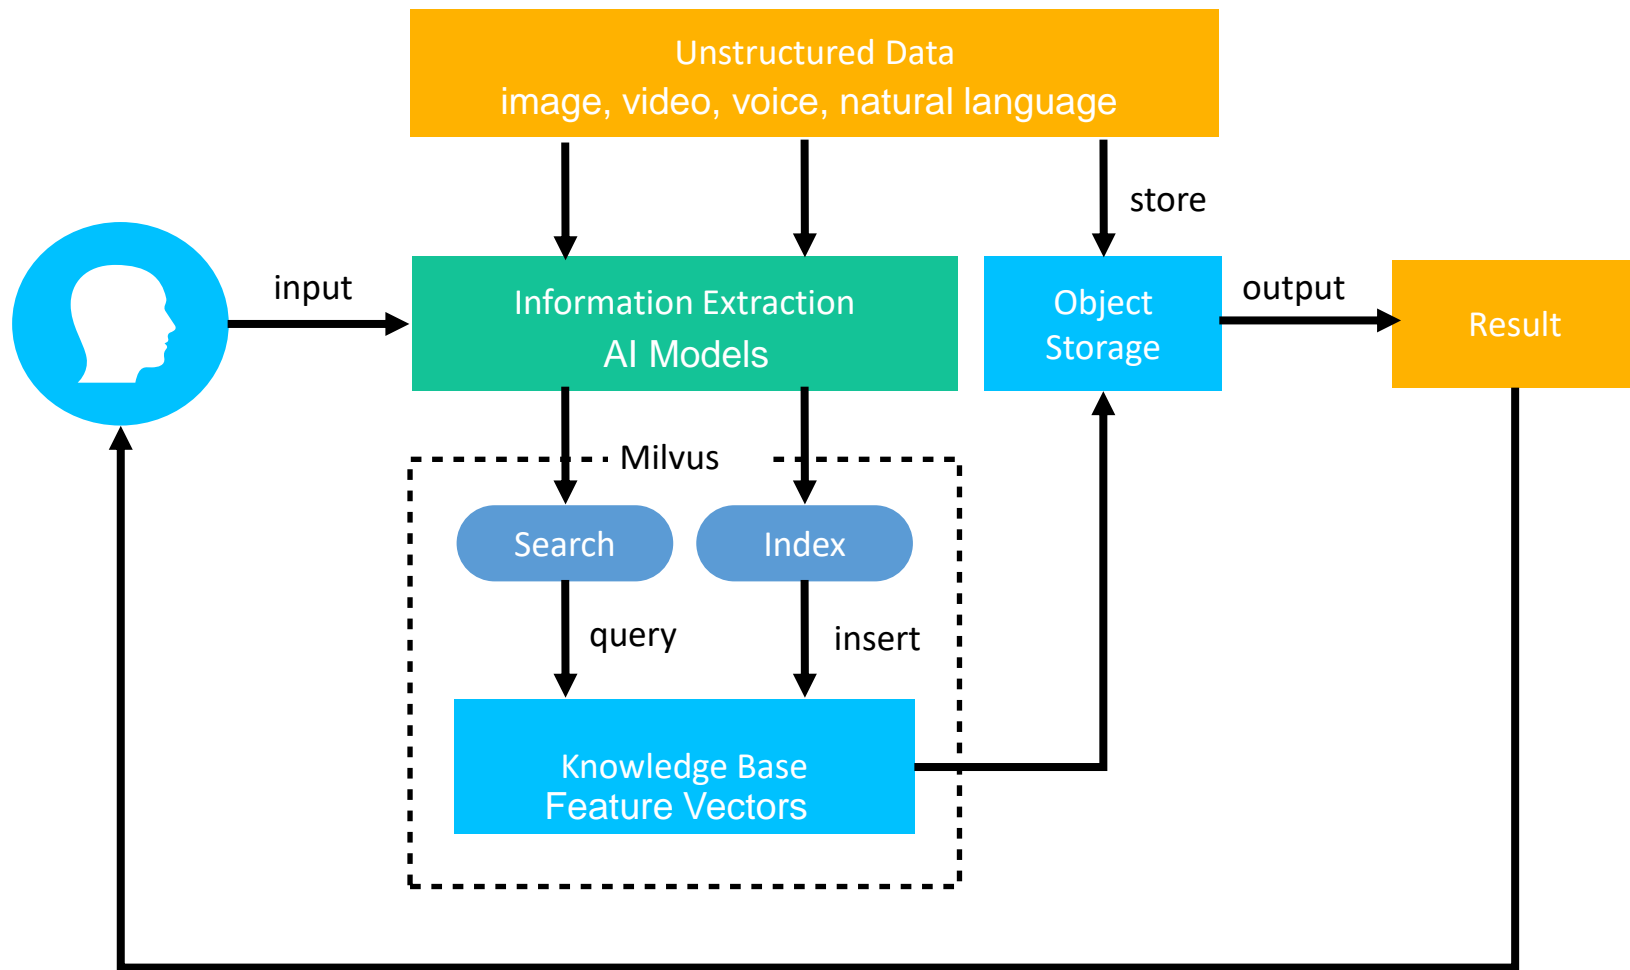 Unstructured Data
image, video, voice, natural language
store
input
Information Extraction
AI Models
Object
Storage
output
Result
Milvus
Search
Index
query
insert
Knowledge Base
Feature Vectors